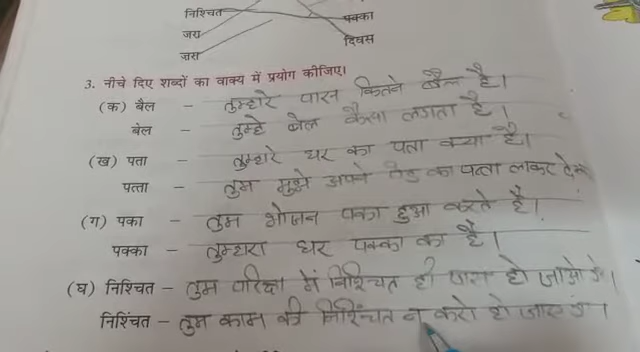 निश्चित पक्का
जरा दिवस
जरा
3. नीचे दिए शब्दों का वाक्य में प्रयोग कीजिए।
(क) बैल – तुम्हारे पास कितने बैल है।
बेल – तुम्हे बेल कैसा लगाता है।
(ख) पता – तुम्हारे घर का पता क्या है।
पत्ता – तुम मुझे अपने पेड़ का पत्ता लाकर देना
(ग) पका – तुम भोजन पका हुआ करते है।
पक्का – तुम्हारा घर पक्का का है।
(घ) निश्चित – तुम परिक्षा में निश्चित ही पास हो जाओगे।
निश्चिंत – तुम काम की निश्चिंत न करो हो जाएगा।